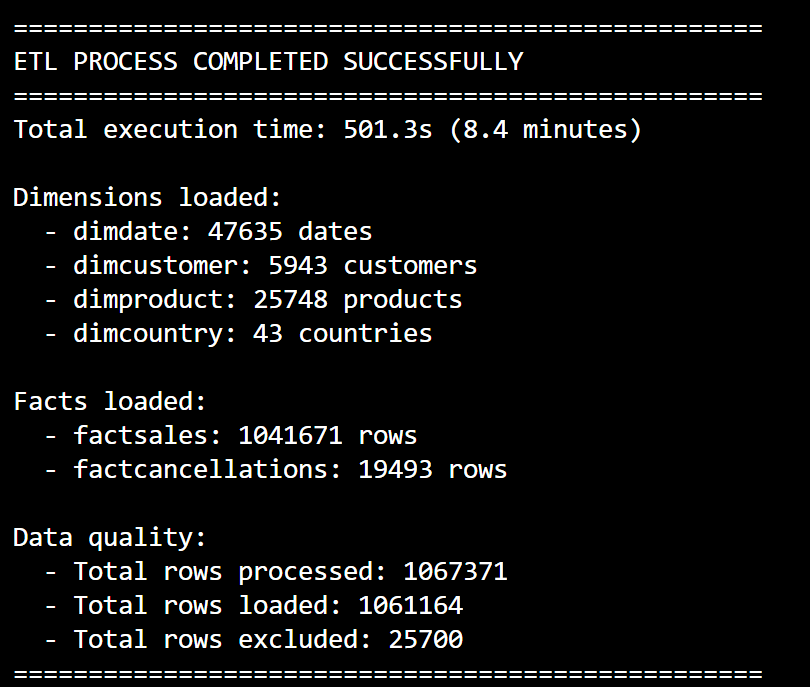 ==================================================
ETL PROCESS COMPLETED SUCCESSFULLY
==================================================
Total execution time: 501.3s (8.4 minutes)

Dimensions loaded:
  - dimdate: 47635 dates
  - dimcustomer: 5943 customers
  - dimproduct: 25748 products
  - dimcountry: 43 countries

Facts loaded:
  - factsales: 1041671 rows
  - factcancellations: 19493 rows

Data quality:
  - Total rows processed: 1067371
  - Total rows loaded: 1061164
  - Total rows excluded: 25700
==================================================